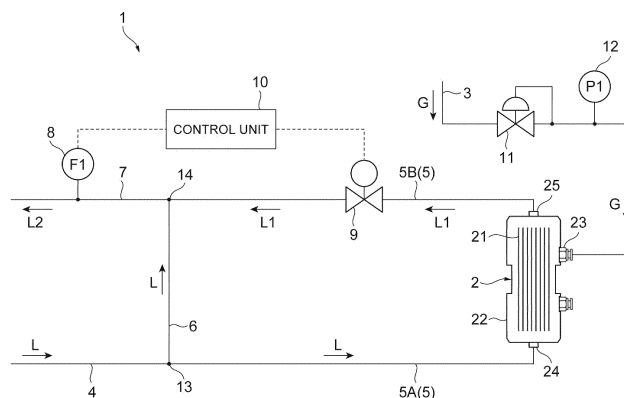 1
12
10
3
P1
G
8
CONTROL UNIT
F1
11
7
14
5B(5)
25
L2
L1
9
L1
G
21
23
L
2
6
22
L
L
24
4
13
5A(5)